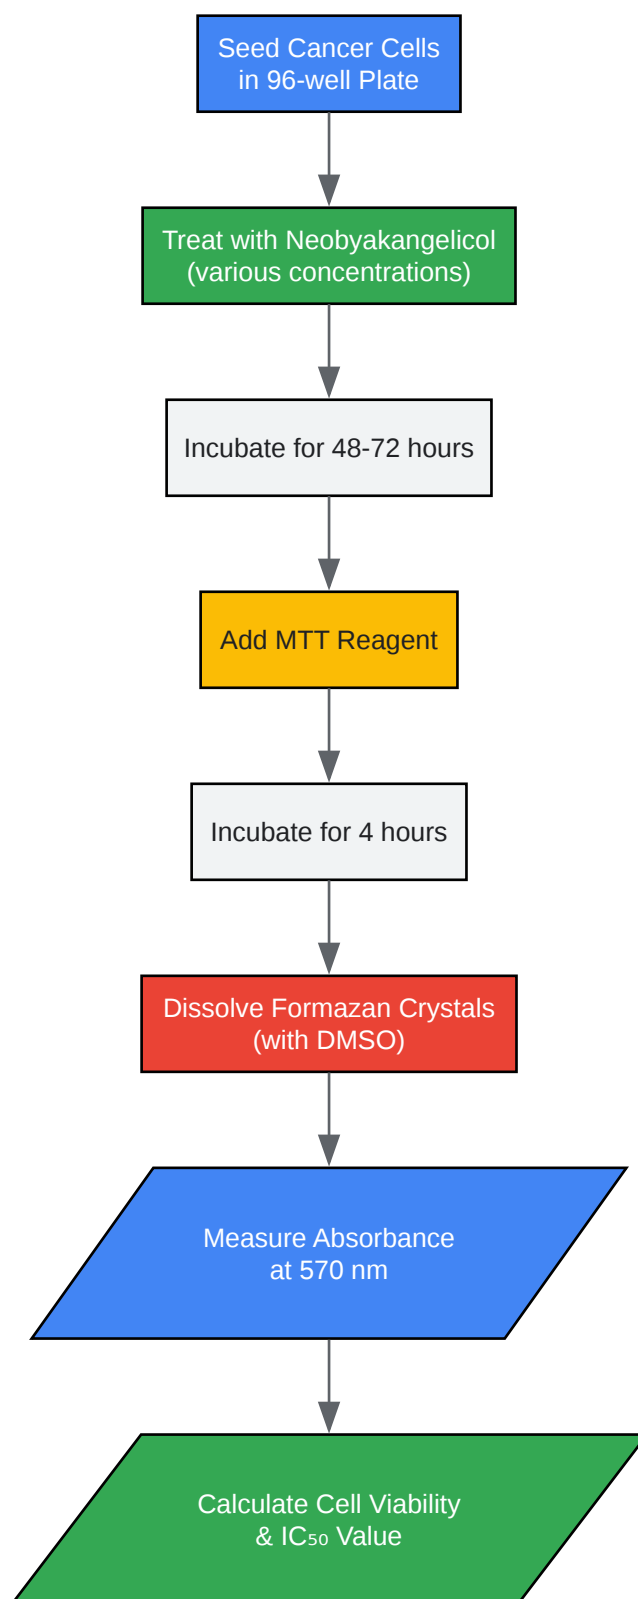 Seed Cancer Cells
in 96-well Plate
Treat with Neobyakangelicol
(various concentrations)
Incubate for 48-72 hours
Add MTT Reagent
Incubate for 4 hours
Dissolve Formazan Crystals
(with DMSO)
Measure Absorbance
at 570 nm
Calculate Cell Viability
& IC₅₀ Value